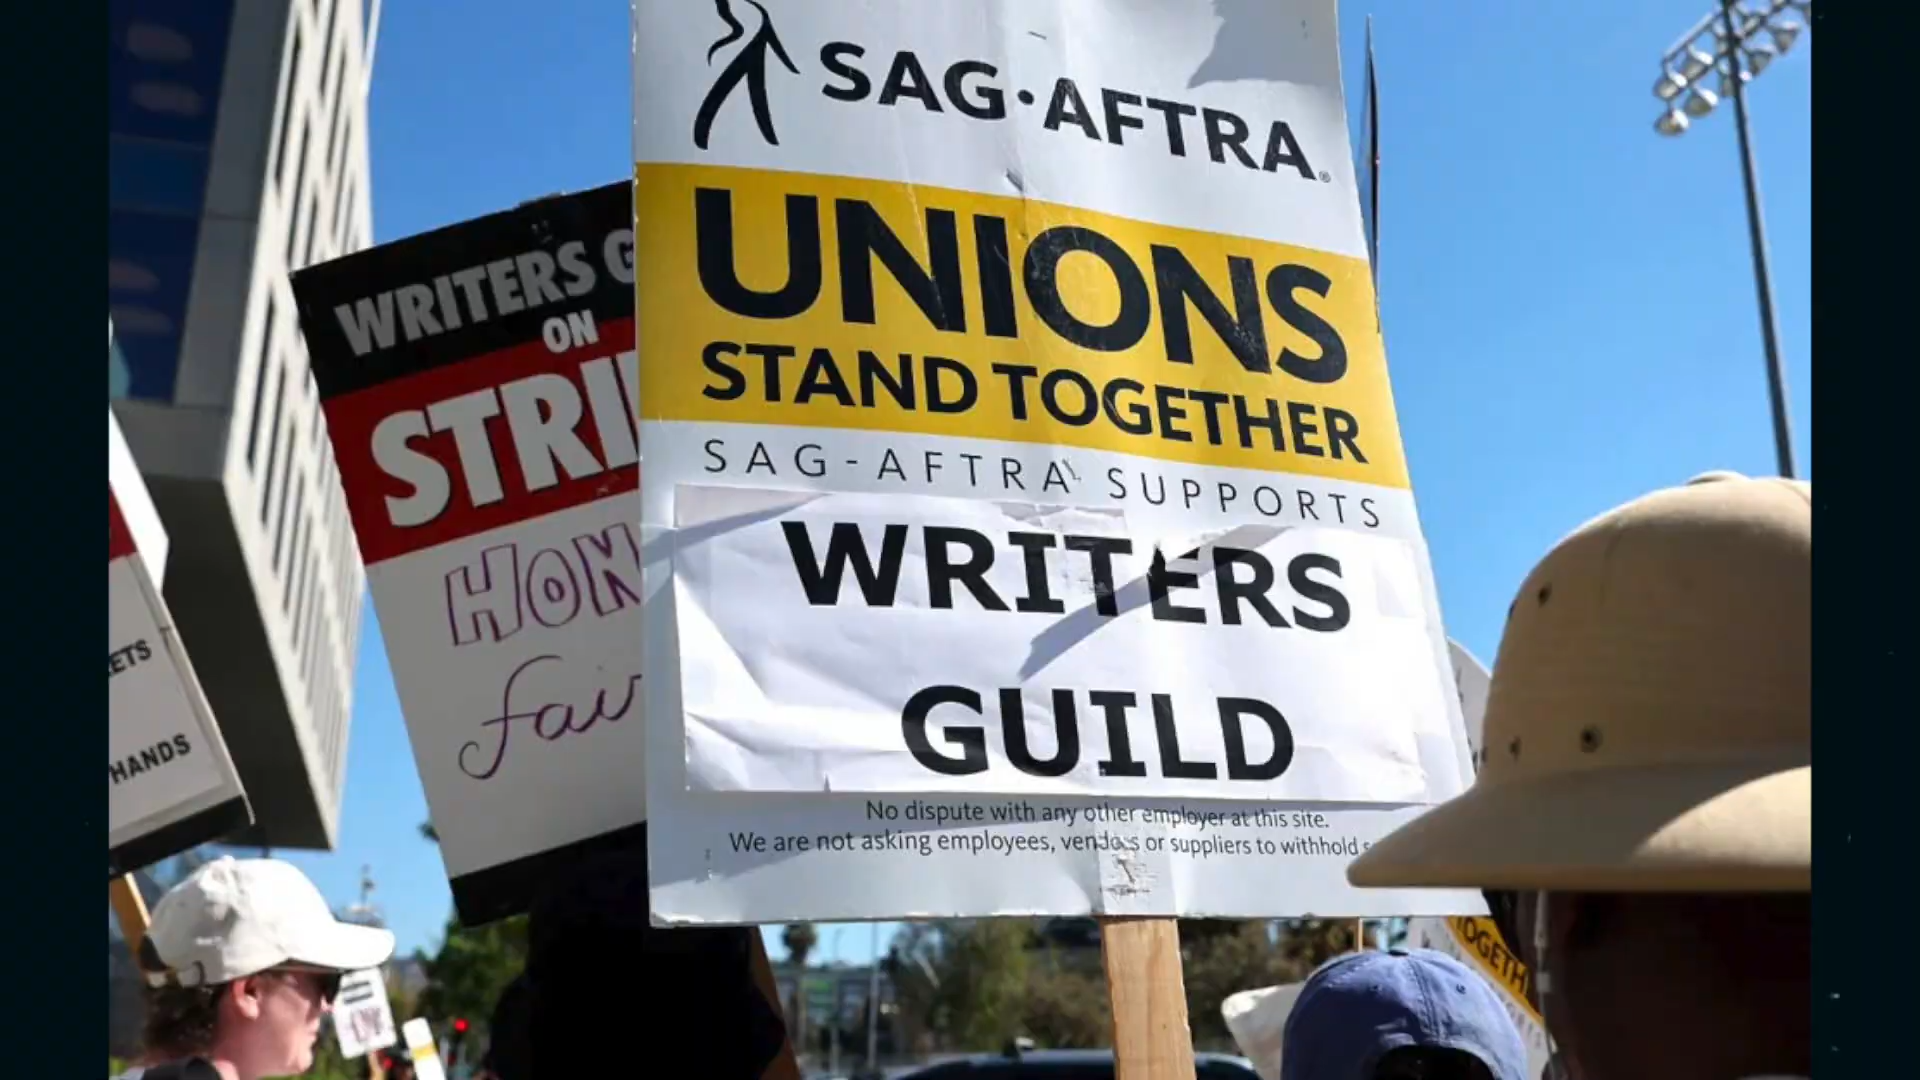 SAG·AFTRA®
UNIONS
STAND TOGETHER
SAG-AFTRA SUPPORTS
WRITERS
GUILD
No dispute with any other employer at this site.
We are not asking employees, vendors or suppliers to withhold
WRITERS G
ON
STRI
HON
fair
ETS
HANDS
TOGETH